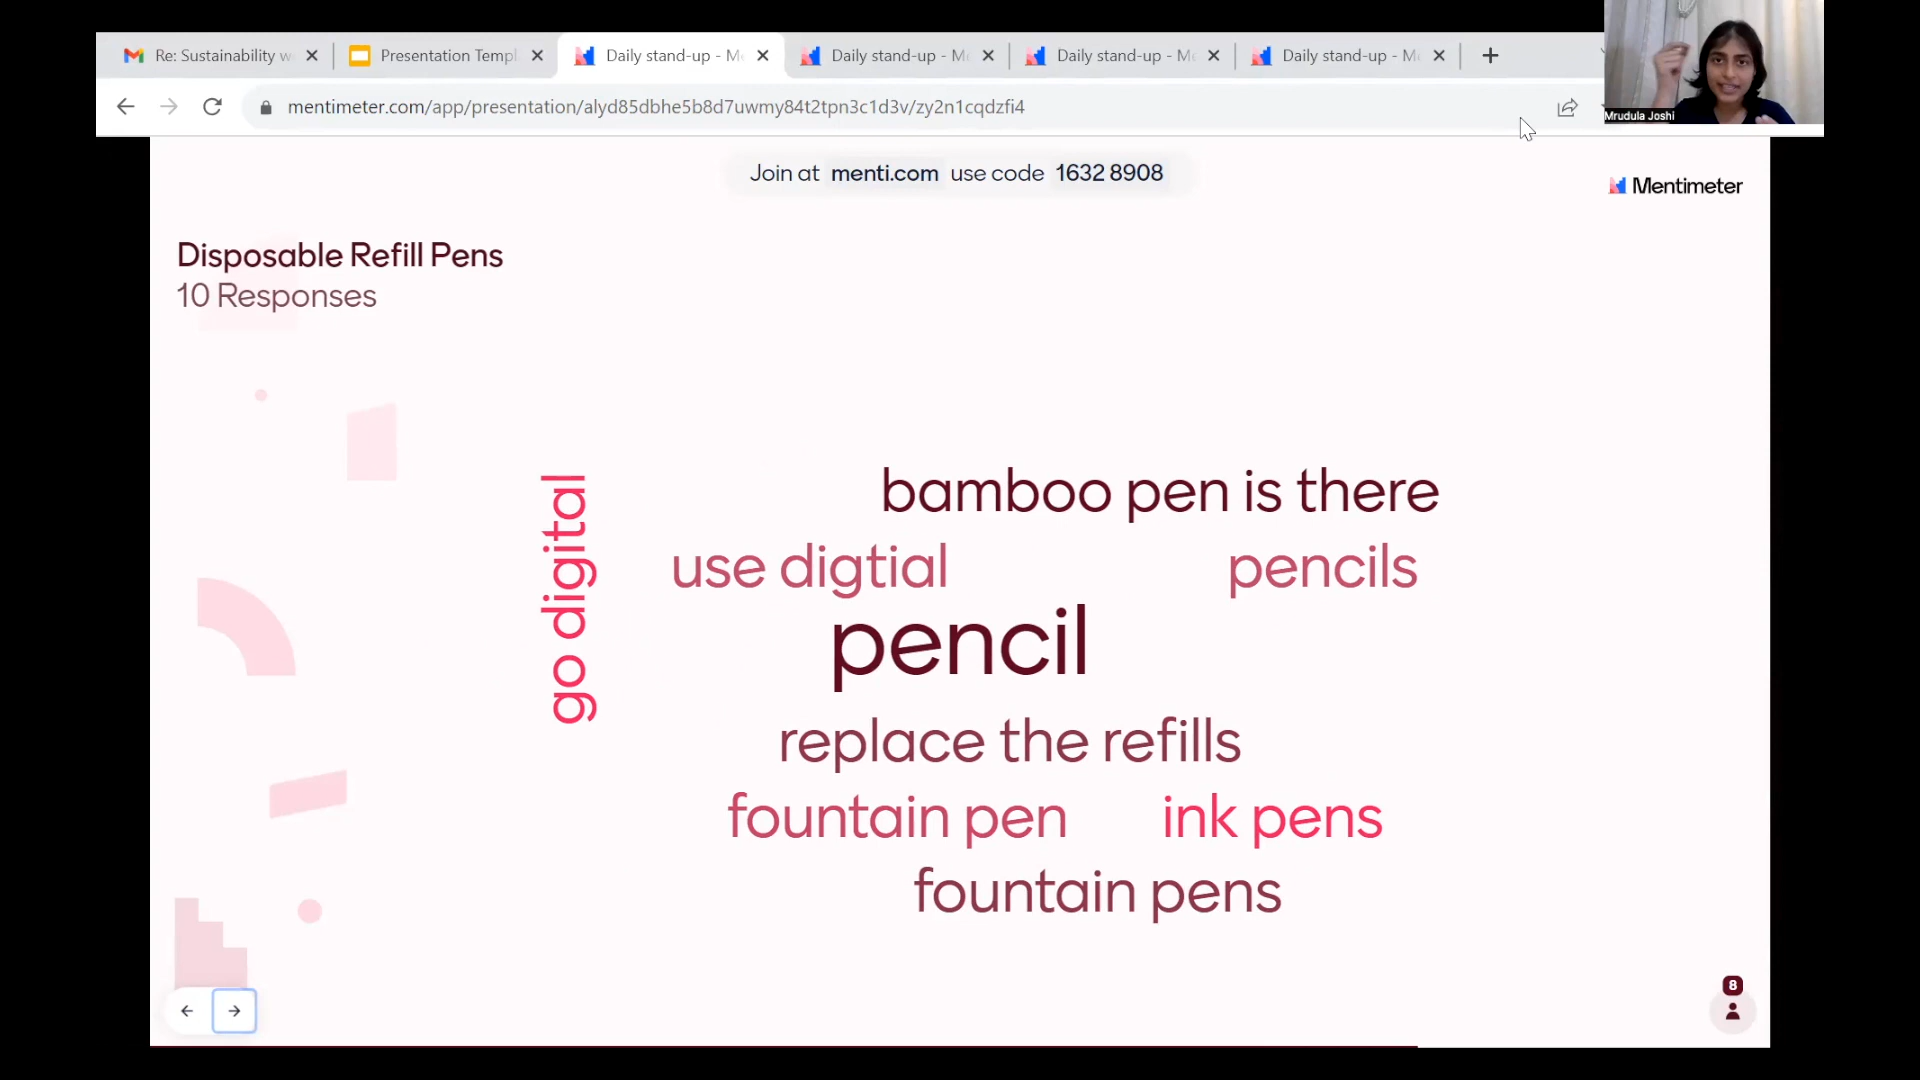 Re: Sustainability w
Presentation Templ
Daily stand-up - M
Daily stand-up - M
Daily stand-up - Me
Daily stand-up - Me
mentimeter.com/app/presentation/alyd85dbhe5b8d7uwmy84t2tpn3c1d3v/zy2n1cqdzfi4
Mrudula Joshi
Join at menti.com use code 1632 8908
Mentimeter
Disposable Refill Pens
10 Responses
go digital
bamboo pen is there
use digtial
pencils
pencil
replace the refills
fountain pen
ink pens
fountain pens
8